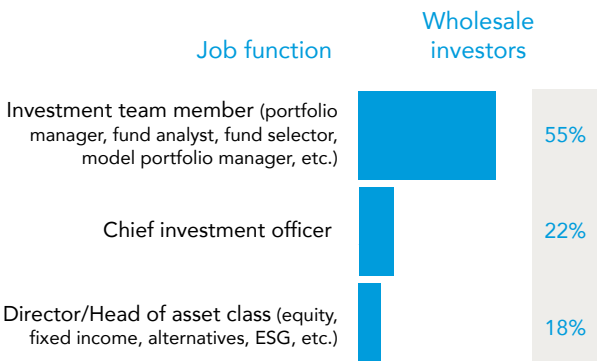 Job function
Wholesale
investors
Investment team member (portfolio
manager, fund analyst, fund selector,
model portfolio manager, etc.)
55%
Chief investment officer
22%
Director/Head of asset class (equity,
fixed income, alternatives, ESG, etc.)
18%